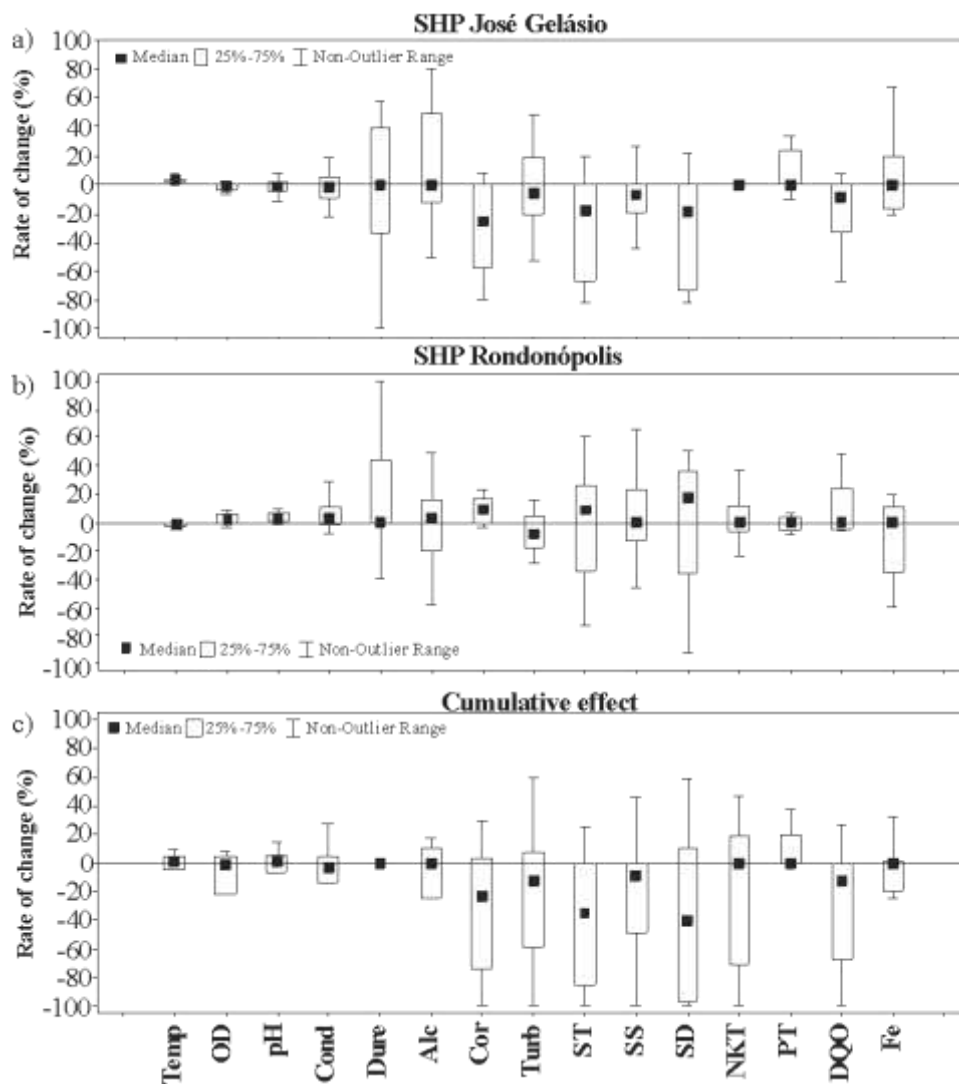 SHP José Gelásio
a)
100
80
60
40
20
0
-20
-40
-60
-80
-100
Rate of change (%)
Median 25%-75% Non-Outlier Range
SHP Rondonópolis
b)
100
80
60
40
20
0
-20
-40
-60
-80
-100
Rate of change (%)
Median 25%-75% Non-Outlier Range
Cumulative effect
c)
100
80
60
40
20
0
-20
-40
-60
-80
-100
Rate of change (%)
Median 25%-75% Non-Outlier Range
Temp
OD
pH
Cond
Dure
Alc
Cor
Turb
ST
SS
SD
NKT
PT
DQO
Fe